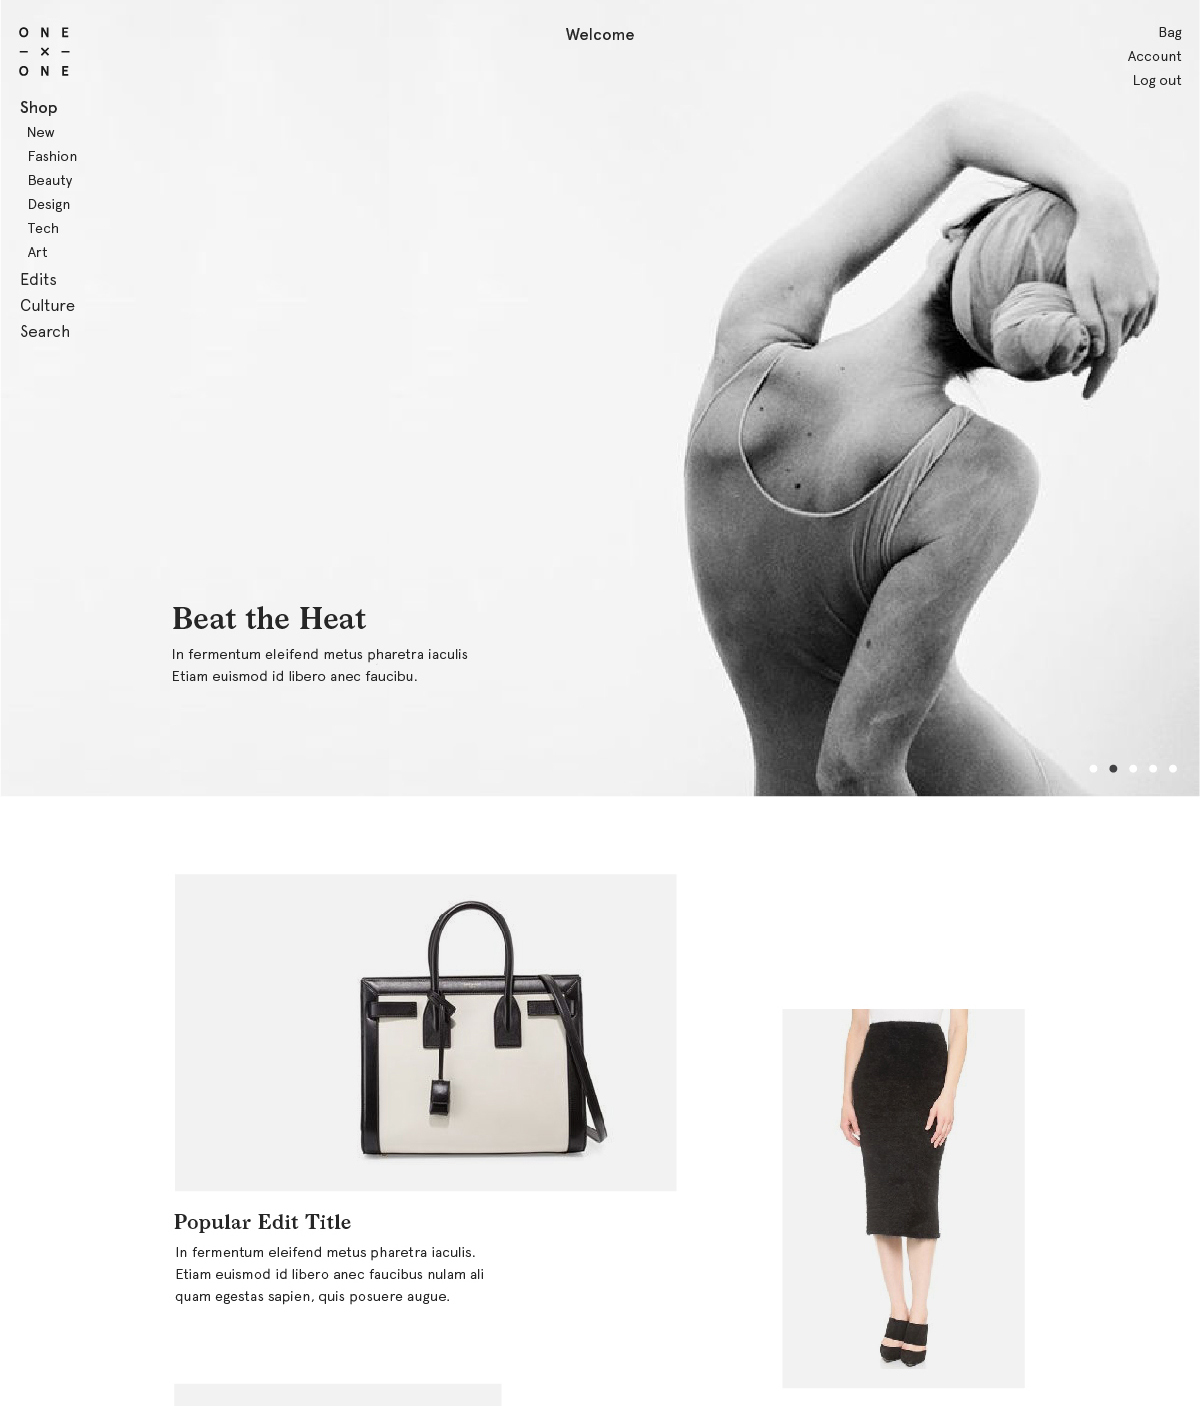 O N E
– × –
O N E
Welcome
Bag
Account
Log out
Shop
New
Fashion
Beauty
Design
Tech
Art
Edits
Culture
Search
Beat the Heat
In fermentum eleifend metus pharetra iaculis
Etiam euismod id libero anec faucibu.
Popular Edit Title
In fermentum eleifend metus pharetra iaculis.
Etiam euismod id libero anec faucibus nulam ali
quam egestas sapien, quis posuere augue.